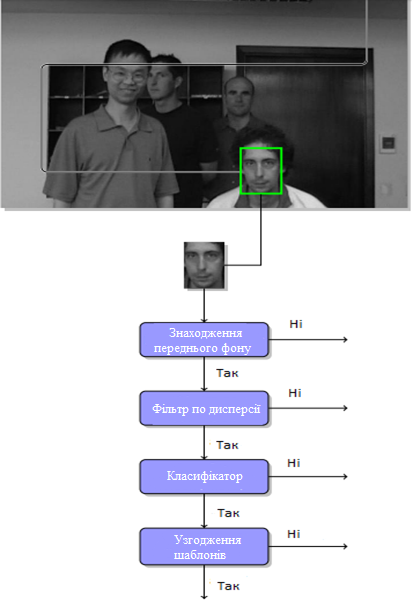 Знаходження
переднього фону
Ні
Так
Фільтр по дисперсії
Ні
Так
Класифікатор
Ні
Так
Узгодження
шаблонів
Ні
Так